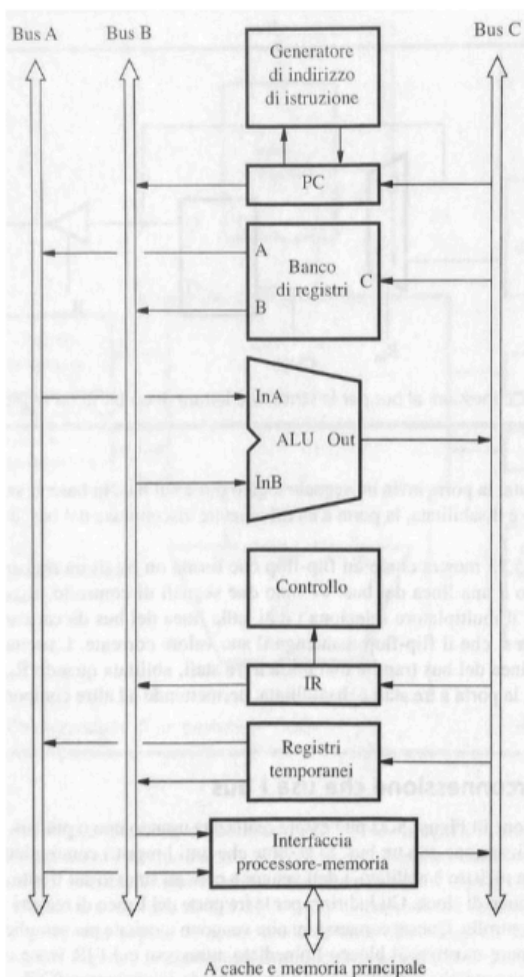 Bus A
Bus B
Bus C
Generatore
di indirizzo
di istruzione
PC
A
Banco
di registri
C
B
InA
ALU Out
InB
Controllo
IR
Registri
temporanei
Interfaccia
memoria
A cache e memoria principale